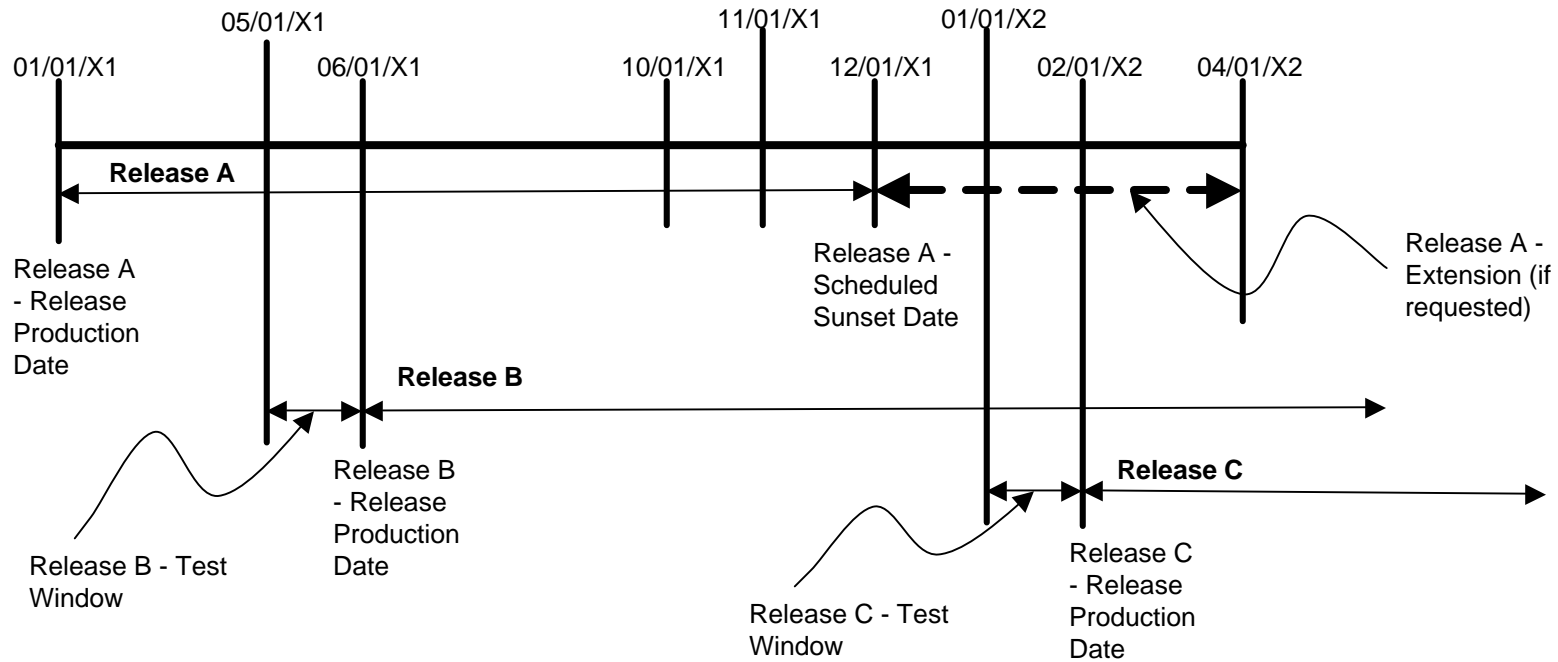 05/01/X1
11/01/X1
01/01/X2
01/01/X1
06/01/X1
10/01/X1
12/01/X1
02/01/X2
04/01/X2
Release A
Release A
- Release
Production
Date
Release A -
Scheduled
Sunset Date
Release A -
Extension (if
requested)
Release B
Release B
- Release
Production
Date
Release B - Test
Window
Release C
Release C - Test
Window
Release C
- Release
Production
Date